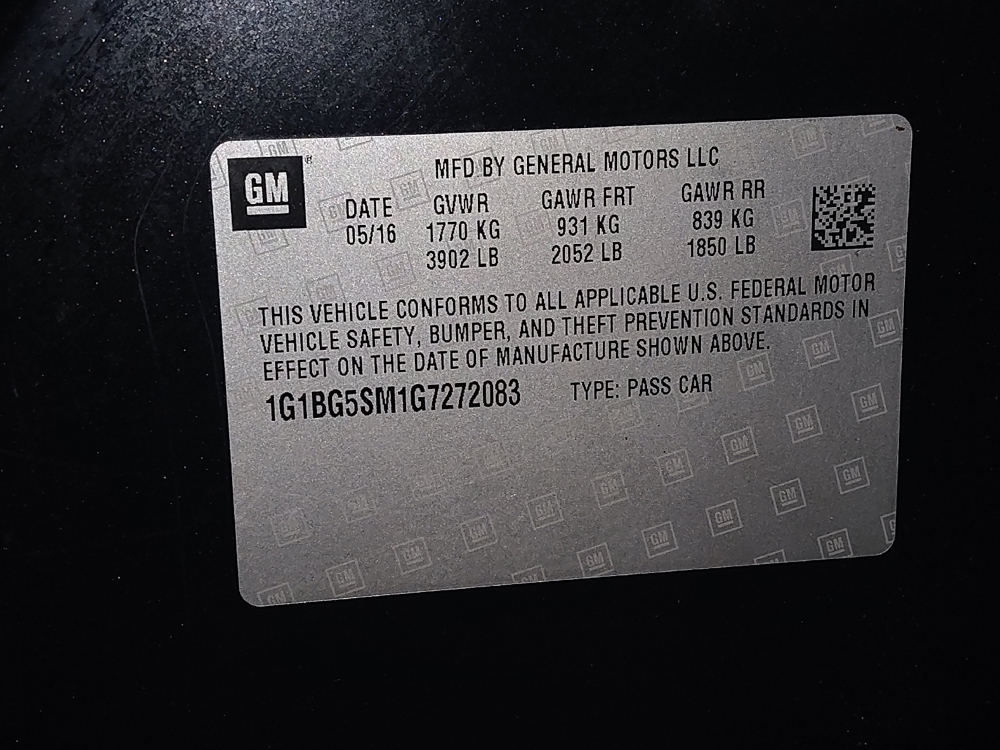 GM
MFD BY GENERAL MOTORS LLC
DATE GVWR GAWR FRT GAWR RR
05/16 1770 KG 931 KG 839 KG
3902 LB 2052 LB 1850 LB
THIS VEHICLE CONFORMS TO ALL APPLICABLE U.S. FEDERAL MOTOR
VEHICLE SAFETY, BUMPER, AND THEFT PREVENTION STANDARDS IN
EFFECT ON THE DATE OF MANUFACTURE SHOWN ABOVE.
1G1BG5SM1G7272083 TYPE: PASS CAR